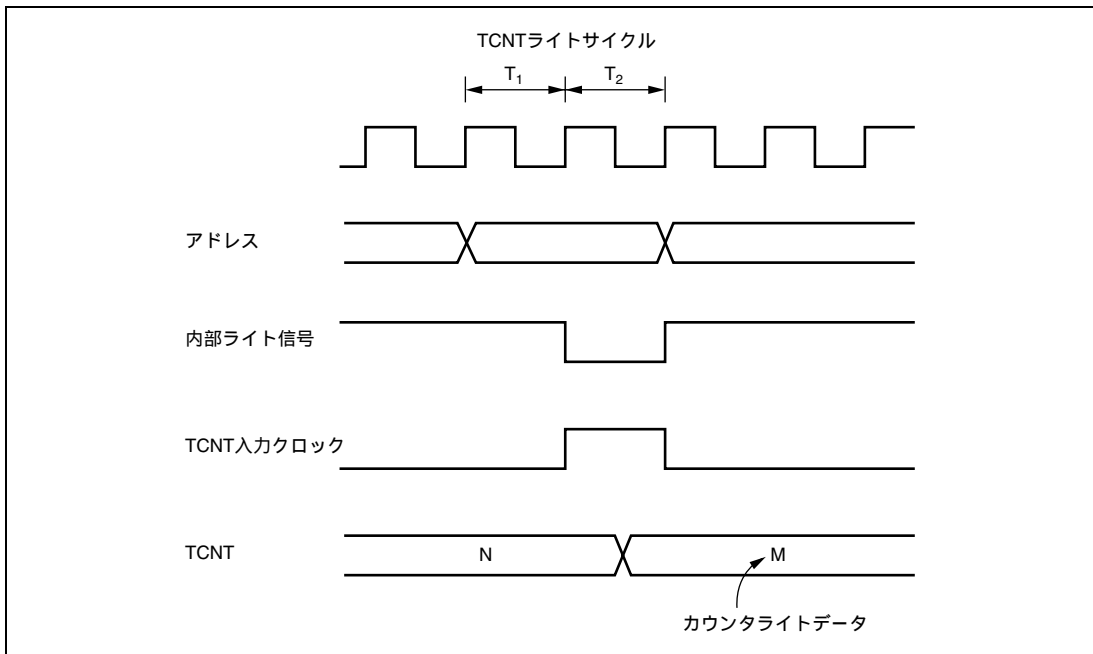 TCNTライトサイクル
T1 T2
アドレス
内部ライト信号
TCNT入力クロック
TCNT N M
カウンタライトデータ